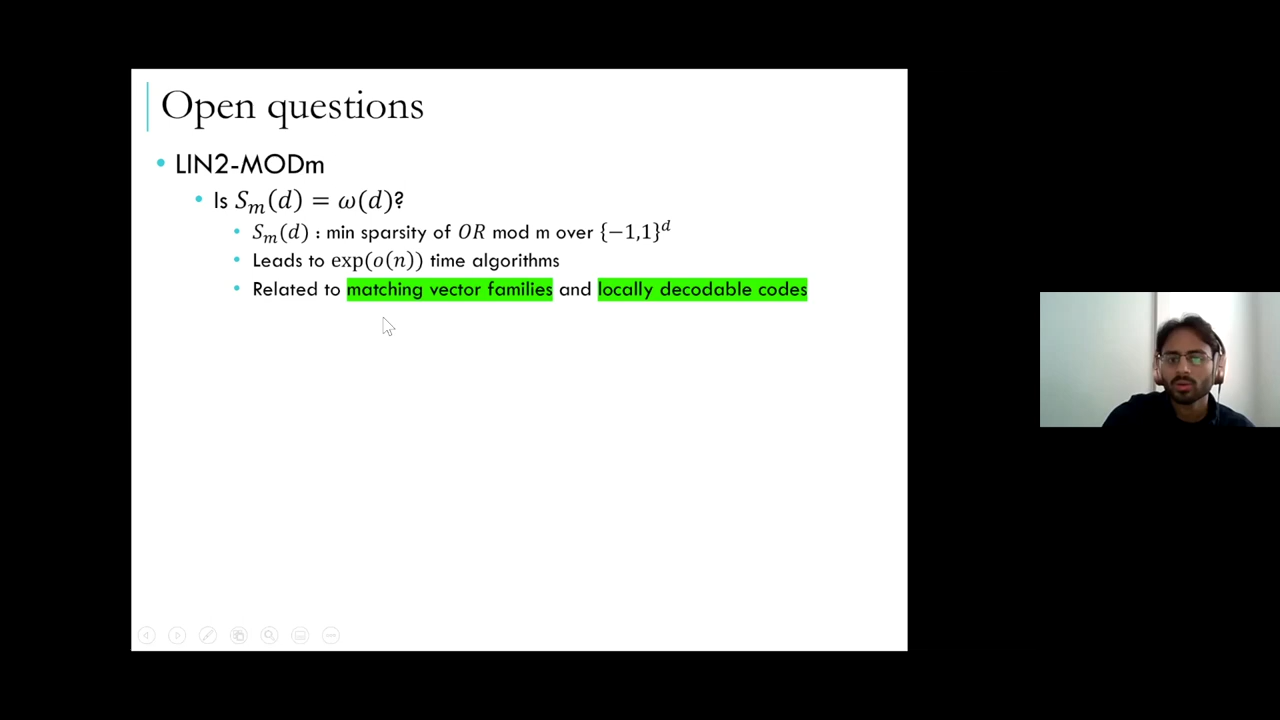 Open questions
• LIN2-MODm
• Is $S_m(d) = \omega(d)$?
• $S_m(d)$ : min sparsity of $OR$ mod m over $\{-1,1\}^d$
• Leads to $\exp(o(n))$ time algorithms
• Related to matching vector families and locally decodable codes